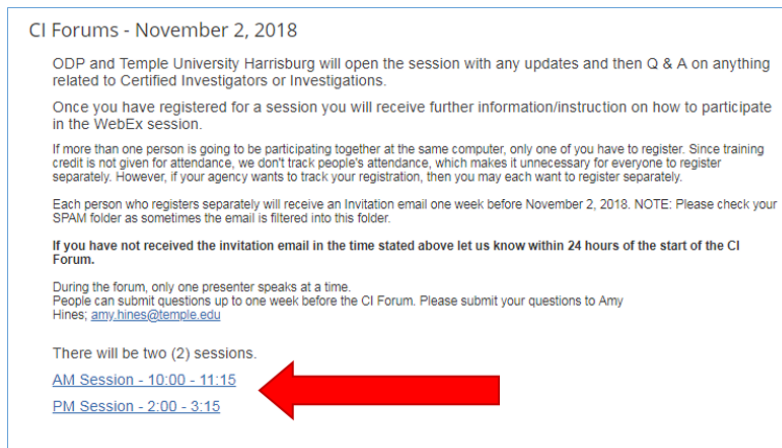 CI Forums - November 2, 2018
ODP and Temple University Harrisburg will open the session with any updates and then Q & A on anything
related to Certified Investigators or Investigations.
Once you have registered for a session you will receive further information/instruction on how to participate
in the WebEx session.
If more than one person is going to be participating together at the same computer, only one of you have to register. Since training
credit is not given for attendance, we don't track people's attendance, which makes it unnecessary for everyone to register
separately. However, if your agency wants to track your registration, then you may each want to register separately.
Each person who registers separately will receive an Invitation email one week before November 2, 2018. NOTE: Please check your
SPAM folder as sometimes the email is filtered into this folder.
If you have not received the invitation email in the time stated above let us know within 24 hours of the start of the CI
Forum.
During the forum, only one presenter speaks at a time.
People can submit questions up to one week before the CI Forum. Please submit your questions to Amy
Hines; amy.hines@temple.edu
There will be two (2) sessions.
AM Session - 10:00 - 11:15
PM Session - 2:00 - 3:15